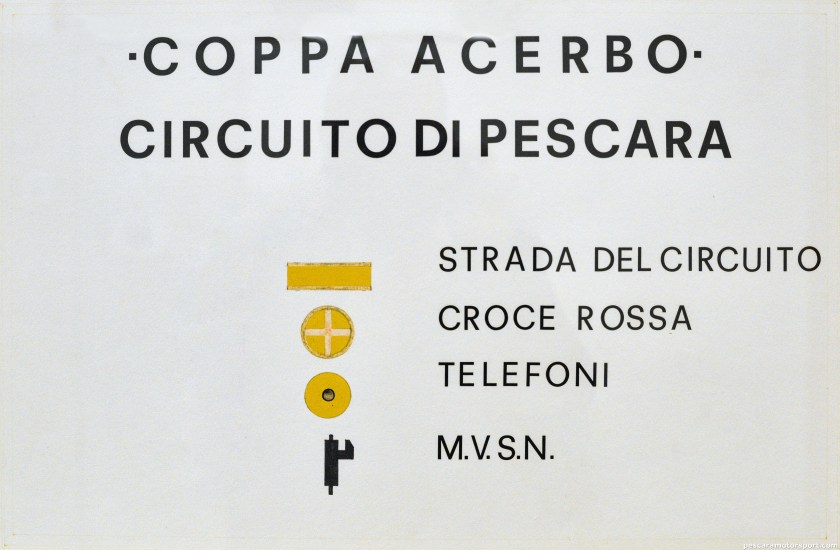 ·COPPA ACERBO·
CIRCUITO DI PESCARA
STRADA DEL CIRCUITO
CROCE ROSSA
TELEFONI
M.V.S.N.
pescaramotorsport.com